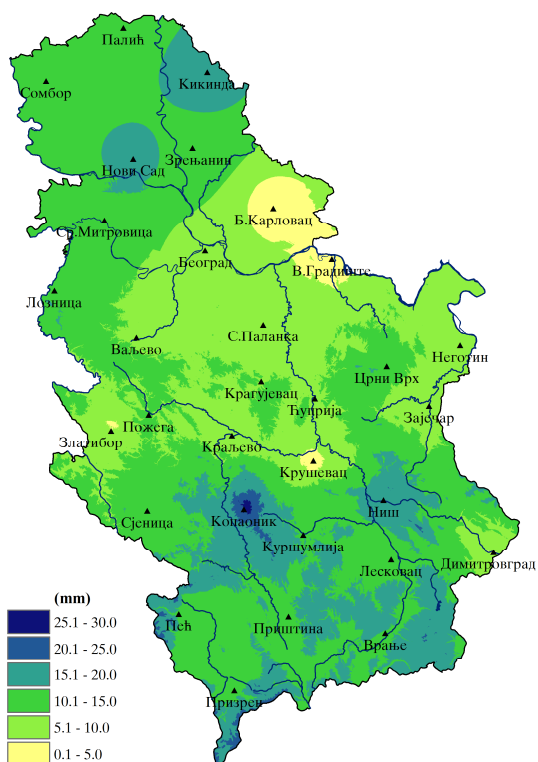 Палић
Кикинда
Сомбор
Зрењанин
Нови Сад
Б.Карловац
Ср.Митровица
Београд
В.Градиште
Лозница
С.Паланка
Ваљево
Неготин
Црни Врх
Крагујевац
Ћуприја
Зајечар
Пожега
Златибор
Краљево
Крушевац
Копаоник
Ниш
Сјеница
Куршумлија
Димитровград
Лесковац
(mm)
25.1 - 30.0
20.1 - 25.0
15.1 - 20.0
10.1 - 15.0
5.1 - 10.0
0.1 - 5.0
Пећ
Приштина
Врање
Призрен